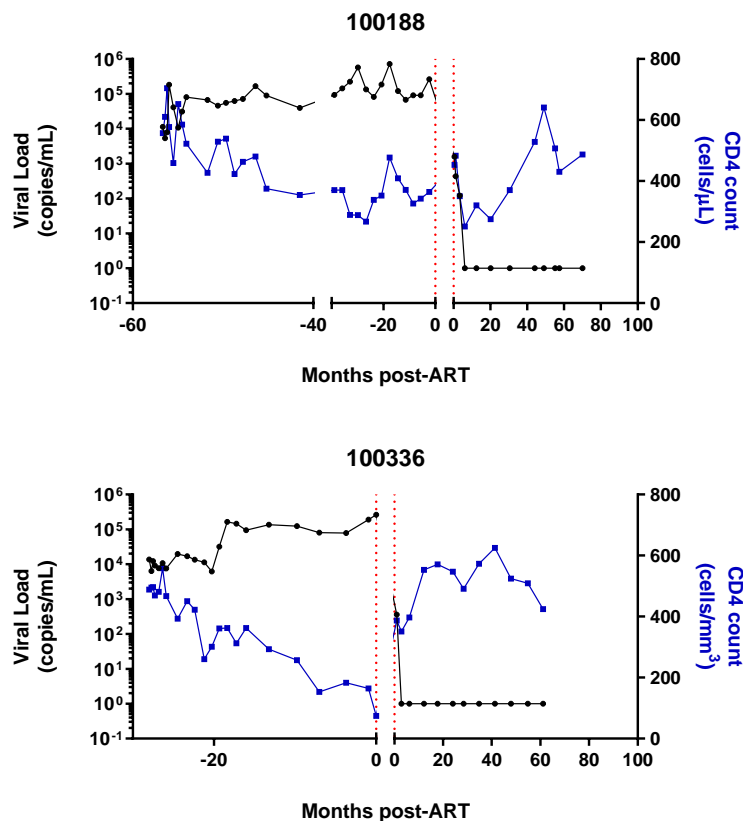 100188
Viral Load
(copies/mL)
10^6
10^5
10^4
10^3
10^2
10^1
10^0
10^-1
800
600
400
200
0
CD4 count
(cells/μL)
-60 -40 -20 0 0 20 40 60 80 100
Months post-ART
100336
Viral Load
(copies/mL)
10^6
10^5
10^4
10^3
10^2
10^1
10^0
10^-1
800
600
400
200
0
CD4 count
(cells/mm^3)
-20 0 0 20 40 60 80 100
Months post-ART